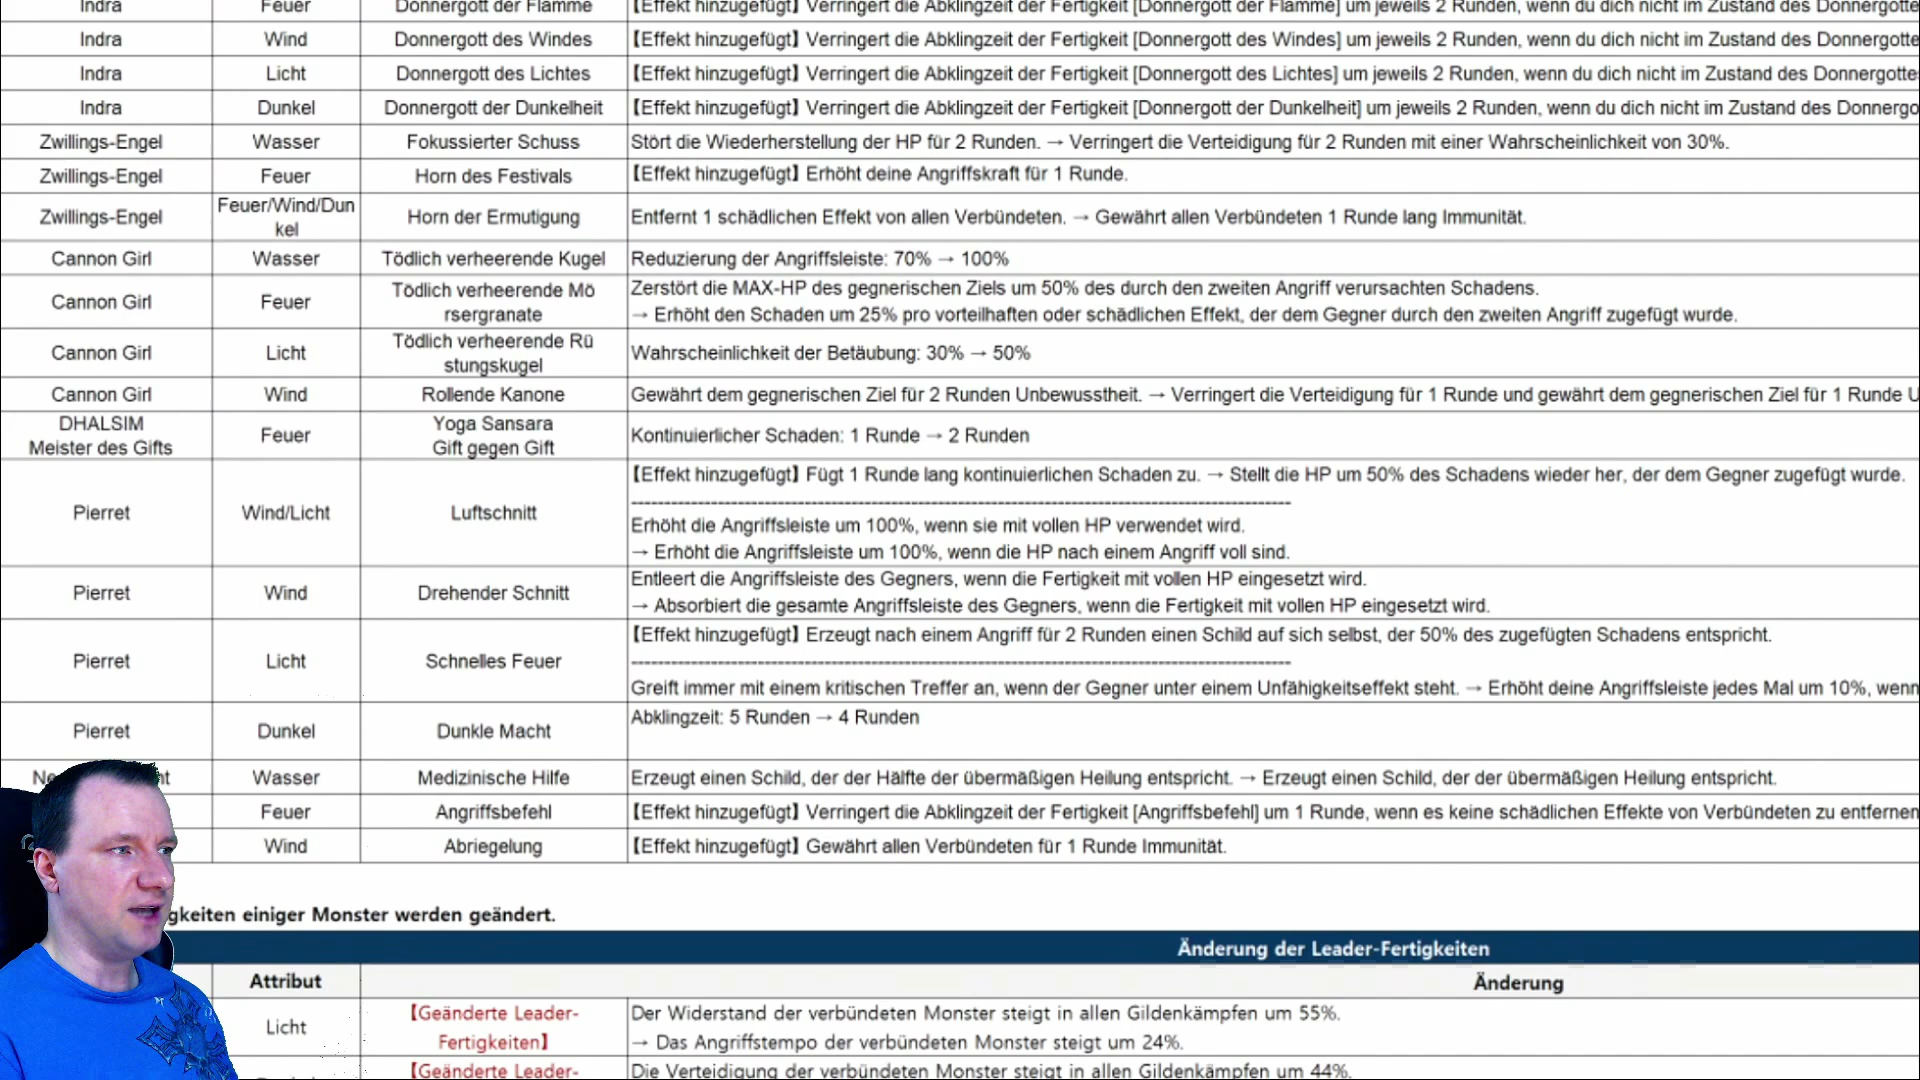 Indra Feuer Donnergott der Flamme 【Effekt hinzugefügt】 Verringert die Abklingzeit der Fertigkeit [Donnergott der Flamme] um jeweils 2 Runden, wenn du dich nicht im Zustand des Donnergotte
Indra Wind Donnergott des Windes 【Effekt hinzugefügt】 Verringert die Abklingzeit der Fertigkeit [Donnergott des Windes] um jeweils 2 Runden, wenn du dich nicht im Zustand des Donnergotte
Indra Licht Donnergott des Lichtes 【Effekt hinzugefügt】 Verringert die Abklingzeit der Fertigkeit [Donnergott des Lichtes] um jeweils 2 Runden, wenn du dich nicht im Zustand des Donnergotte
Indra Dunkel Donnergott der Dunkelheit 【Effekt hinzugefügt】 Verringert die Abklingzeit der Fertigkeit [Donnergott der Dunkelheit] um jeweils 2 Runden, wenn du dich nicht im Zustand des Donnergo
Zwillings-Engel Wasser Fokussierter Schuss Stört die Wiederherstellung der HP für 2 Runden. → Verringert die Verteidigung für 2 Runden mit einer Wahrscheinlichkeit von 30%.
Zwillings-Engel Feuer Horn des Festivals 【Effekt hinzugefügt】 Erhöht deine Angriffskraft für 1 Runde.
Zwillings-Engel Feuer/Wind/Dun
kel Horn der Ermutigung Entfernt 1 schädlichen Effekt von allen Verbündeten. → Gewährt allen Verbündeten 1 Runde lang Immunität.
Cannon Girl Wasser Tödlich verheerende Kugel Reduzierung der Angriffsleiste: 70% → 100%
Cannon Girl Feuer Tödlich verheerende Mö
rsergranate Zerstört die MAX-HP des gegnerischen Ziels um 50% des durch den zweiten Angriff verursachten Schadens.
→ Erhöht den Schaden um 25% pro vorteilhaften oder schädlichen Effekt, der dem Gegner durch den zweiten Angriff zugefügt wurde.
Cannon Girl Licht Tödlich verheerende Rü
stungskugel Wahrscheinlichkeit der Betäubung: 30% → 50%
Cannon Girl Wind Rollende Kanone Gewährt dem gegnerischen Ziel für 2 Runden Unbewusstheit. → Verringert die Verteidigung für 1 Runde und gewährt dem gegnerischen Ziel für 1 Runde U
DHALSIM
Meister des Gifts Feuer Yoga Sansara
Gift gegen Gift Kontinuierlicher Schaden: 1 Runde → 2 Runden
Pierret Wind/Licht Luftschnitt 【Effekt hinzugefügt】 Fügt 1 Runde lang kontinuierlichen Schaden zu. → Stellt die HP um 50% des Schadens wieder her, der dem Gegner zugefügt wurde.
Erhöht die Angriffsleiste um 100%, wenn sie mit vollen HP verwendet wird.
→ Erhöht die Angriffsleiste um 100%, wenn die HP nach einem Angriff voll sind.
Pierret Wind Drehender Schnitt Entleert die Angriffsleiste des Gegners, wenn die Fertigkeit mit vollen HP eingesetzt wird.
→ Absorbiert die gesamte Angriffsleiste des Gegners, wenn die Fertigkeit mit vollen HP eingesetzt wird.
Pierret Licht Schnelles Feuer 【Effekt hinzugefügt】 Erzeugt nach einem Angriff für 2 Runden einen Schild auf sich selbst, der 50% des zugefügten Schadens entspricht.
Greift immer mit einem kritischen Treffer an, wenn der Gegner unter einem Unfähigkeitseffekt steht. → Erhöht deine Angriffsleiste jedes Mal um 10%, wenn
Pierret Dunkel Dunkle Macht Abklingzeit: 5 Runden → 4 Runden
Wasser Medizinische Hilfe Erzeugt einen Schild, der der Hälfte der übermäßigen Heilung entspricht. → Erzeugt einen Schild, der der übermäßigen Heilung entspricht.
Feuer Angriffsbefehl 【Effekt hinzugefügt】 Verringert die Abklingzeit der Fertigkeit [Angriffsbefehl] um 1 Runde, wenn es keine schädlichen Effekte von Verbündeten zu entfernen
Wind Abriegelung 【Effekt hinzugefügt】 Gewährt allen Verbündeten für 1 Runde Immunität.
gkeiten einiger Monster werden geändert.
Änderung der Leader-Fertigkeiten
Attribut Änderung
Licht 【Geänderte Leader-
Fertigkeiten】 Der Widerstand der verbündeten Monster steigt in allen Gildenkämpfen um 55%.
→ Das Angriffstempo der verbündeten Monster steigt um 24%.
【Geänderte Leader- Die Verteidigung der verbündeten Monster steigt in allen Gildenkämpfen um 44%.